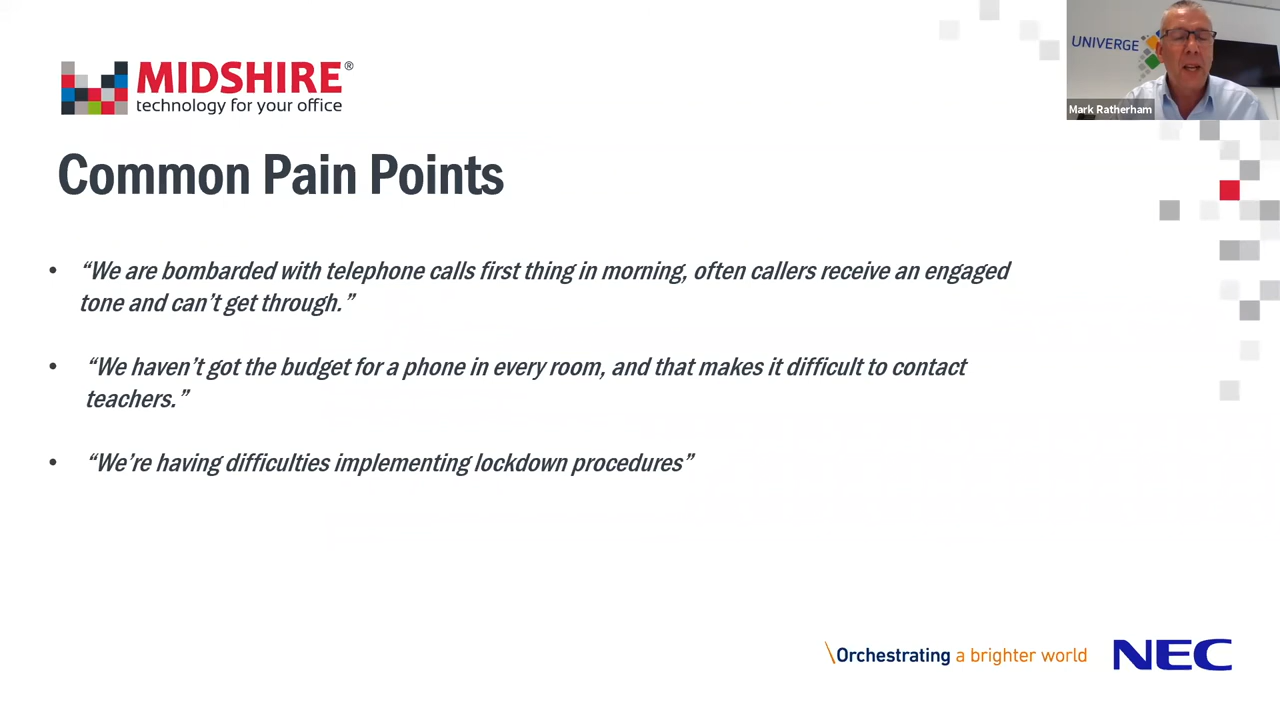 MIDSHIRE®
technology for your office
UNIVERGE
Mark Ratherham
Common Pain Points
• “We are bombarded with telephone calls first thing in morning, often callers receive an engaged
tone and can’t get through.”
• “We haven’t got the budget for a phone in every room, and that makes it difficult to contact
teachers.”
• “We’re having difficulties implementing lockdown procedures”
\Orchestrating a brighter world
NEC